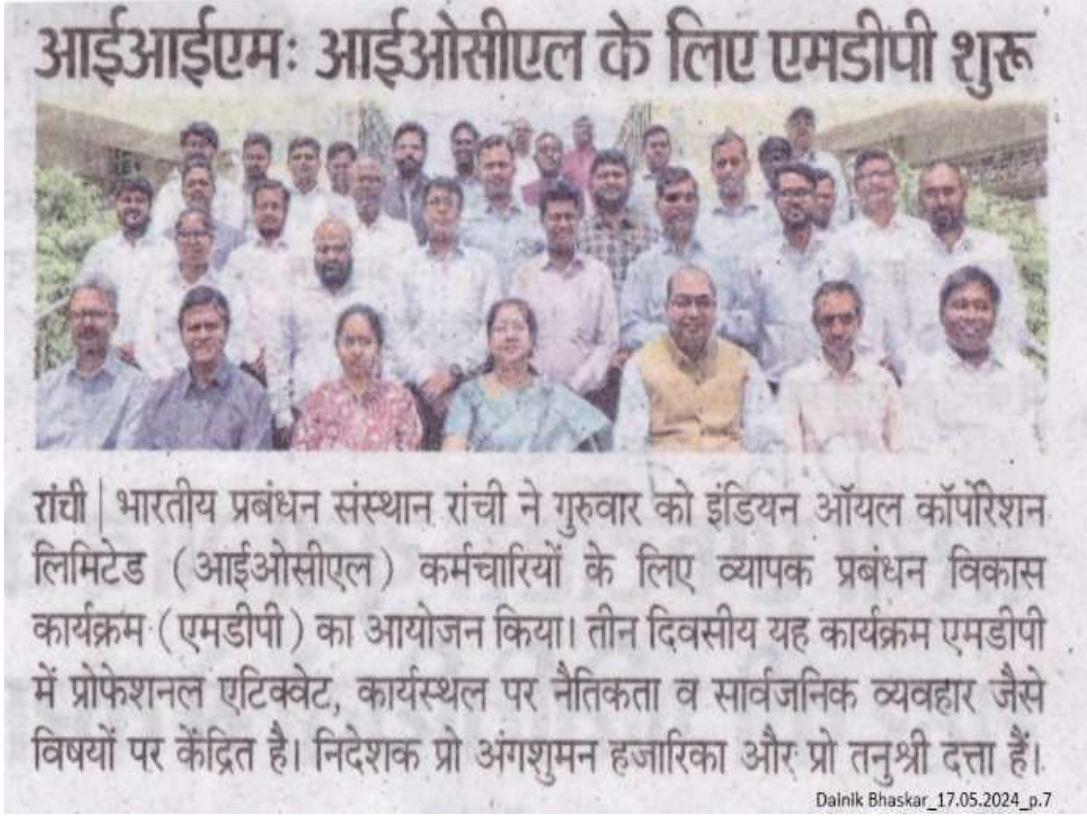 आईआईएम: आईओसीएल के लिए एमडीपी शुरू
रांची | भारतीय प्रबंधन संस्थान रांची ने गुरुवार को इंडियन ऑयल कॉर्पोरेशन
लिमिटेड (आईओसीएल) कर्मचारियों के लिए व्यापक प्रबंधन विकास
कार्यक्रम (एमडीपी) का आयोजन किया। तीन दिवसीय यह कार्यक्रम एमडीपी
में प्रोफेशनल एटिक्वेट, कार्यस्थल पर नैतिकता व सार्वजनिक व्यवहार जैसे
विषयों पर केंद्रित है। निदेशक प्रो अंगशुमन हजारिका और प्रो तनुश्री दत्ता हैं।
Dainik Bhaskar_17.05.2024_p.7